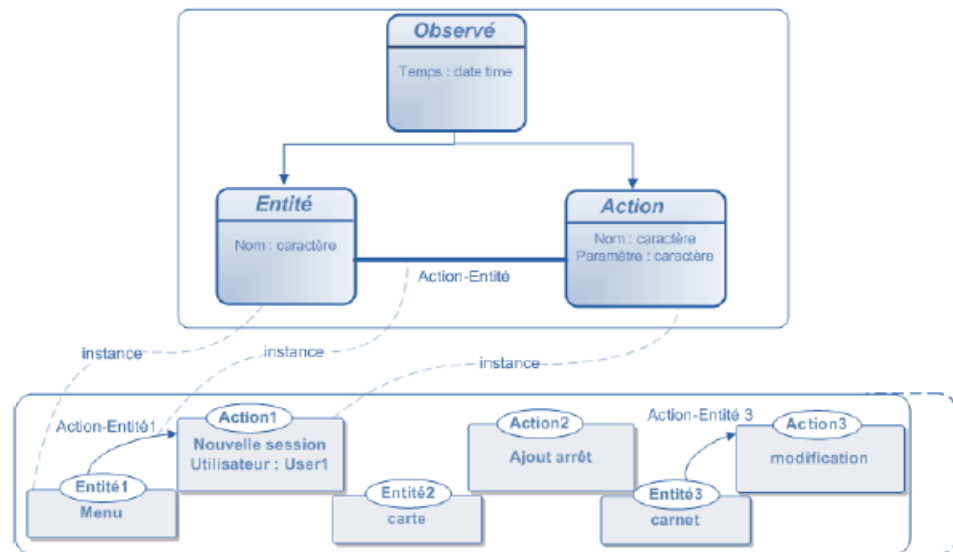 Observé
Temps : date time
Entité
Nom : caractère
Action
Nom : caractère
Paramètre : caractère
Action-Entité
instance
instance
instance
Action-Entité1
Action1
Nouvelle session
Utilisateur : User1
Entité1
Menu
Entité2
carte
Action2
Ajout arrêt
Action-Entité 3
Entité3
carnet
Action3
modification